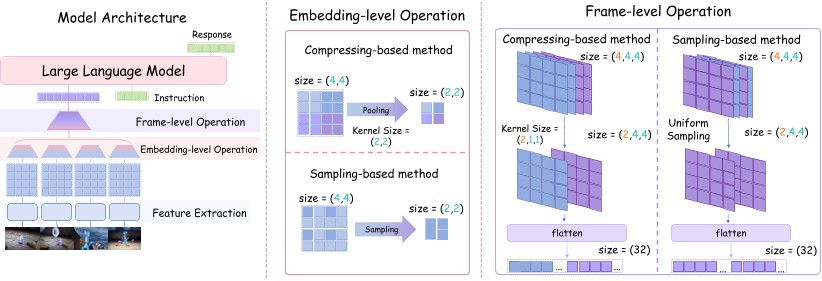 Model Architecture
Response
Large Language Model
Instruction
Frame-level Operation
Embedding-level Operation
Feature Extraction
Embedding-level Operation
Compressing-based method
size = (4,4)
size = (2,2)
Pooling
Kernel Size =
(2,2)
Sampling-based method
size = (4,4)
size = (2,2)
Sampling
Frame-level Operation
Compressing-based method
size = (4,4,4)
Kernel Size =
(2,1,1)
size = (2,4,4)
flatten
size = (32)
...
...
Sampling-based method
size = (4,4,4)
Uniform
Sampling
size = (2,4,4)
flatten
size = (32)
...
...